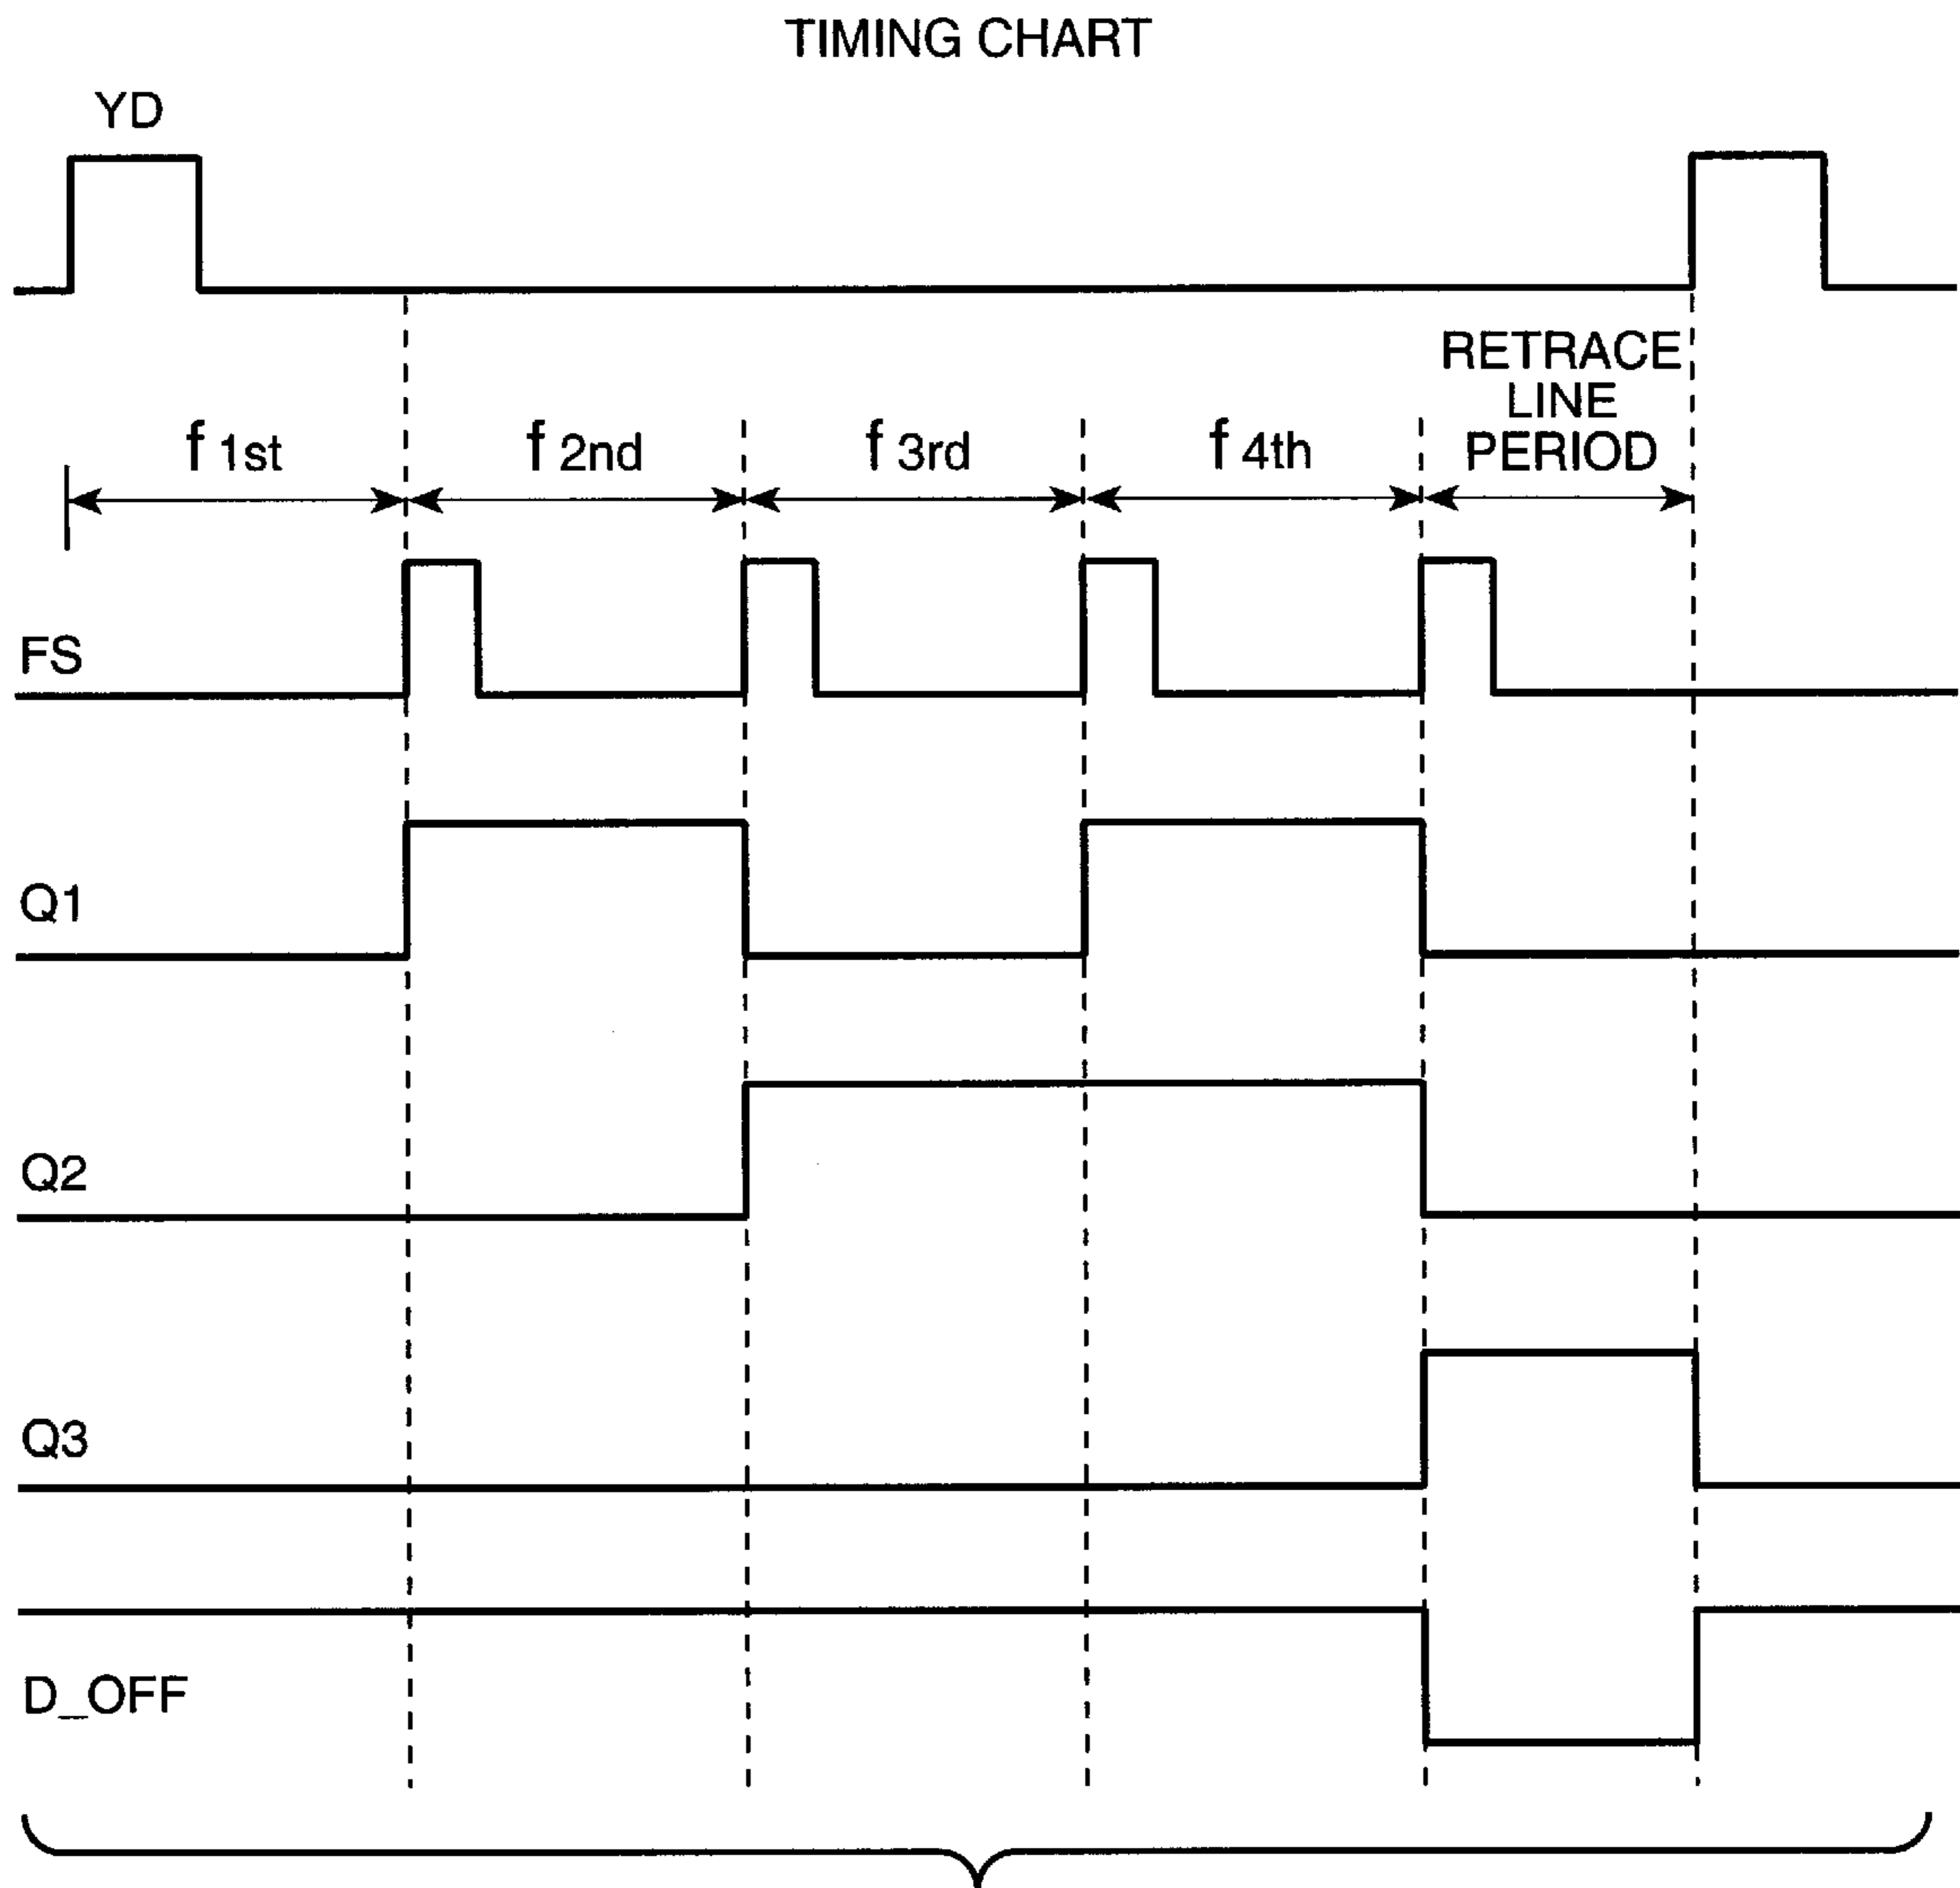 TIMING CHART
YD
RETRACE
LINE
PERIOD
f 1st
f 2nd
f 3rd
f 4th
FS
Q1
Q2
Q3
D_OFF